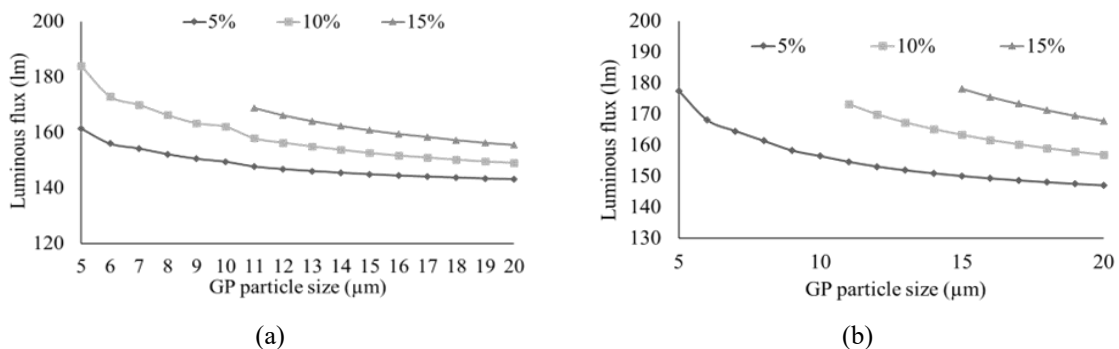 200
5% 10% 15%
180
160
140
120
5 6 7 8 9 10 11 12 13 14 15 16 17 18 19 20
GP particle size (µm)
Luminous flux (lm)
(a)
200
190
5% 10% 15%
180
170
160
150
140
130
5 10 15 20
GP particle size (µm)
Luminous flux (lm)
(b)